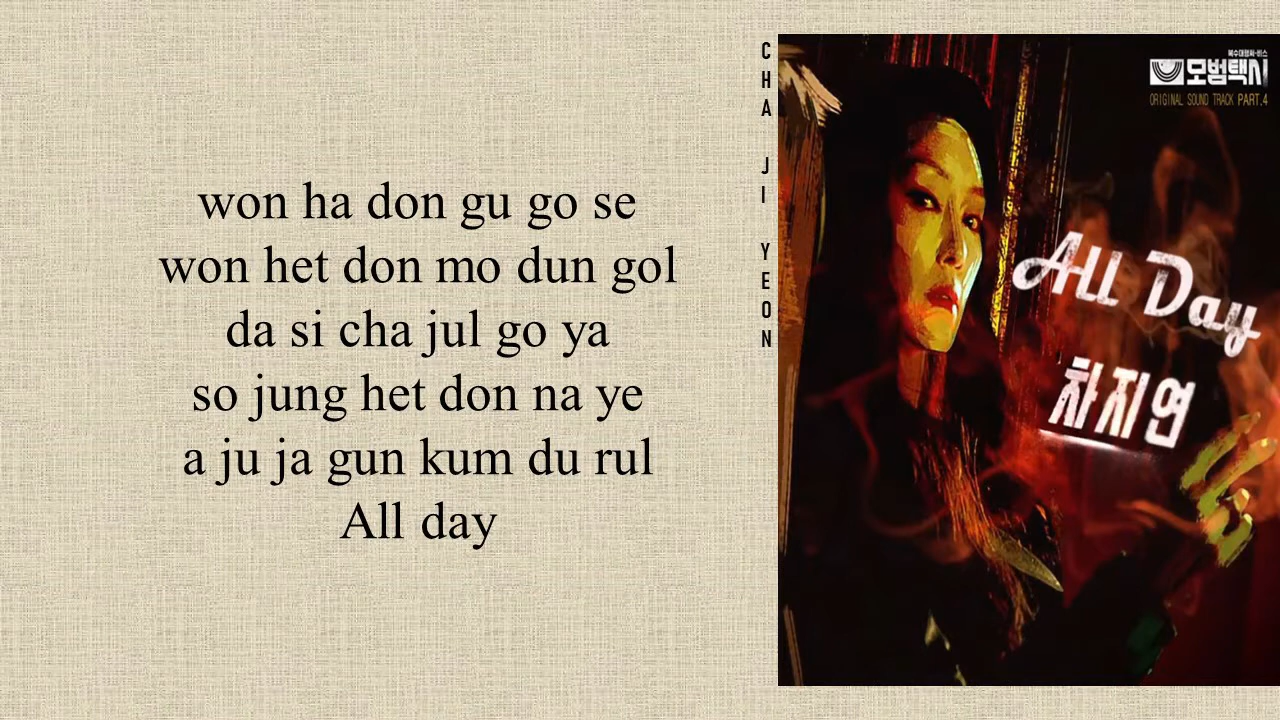 won ha don gu go se
won het don mo dun gol
da si cha jul go ya
so jung het don na ye
a ju ja gun kum du rul
All day
CHA JI YEON
모범택시
ORIGINAL SOUND TRACK PART.4
All Day
차지연